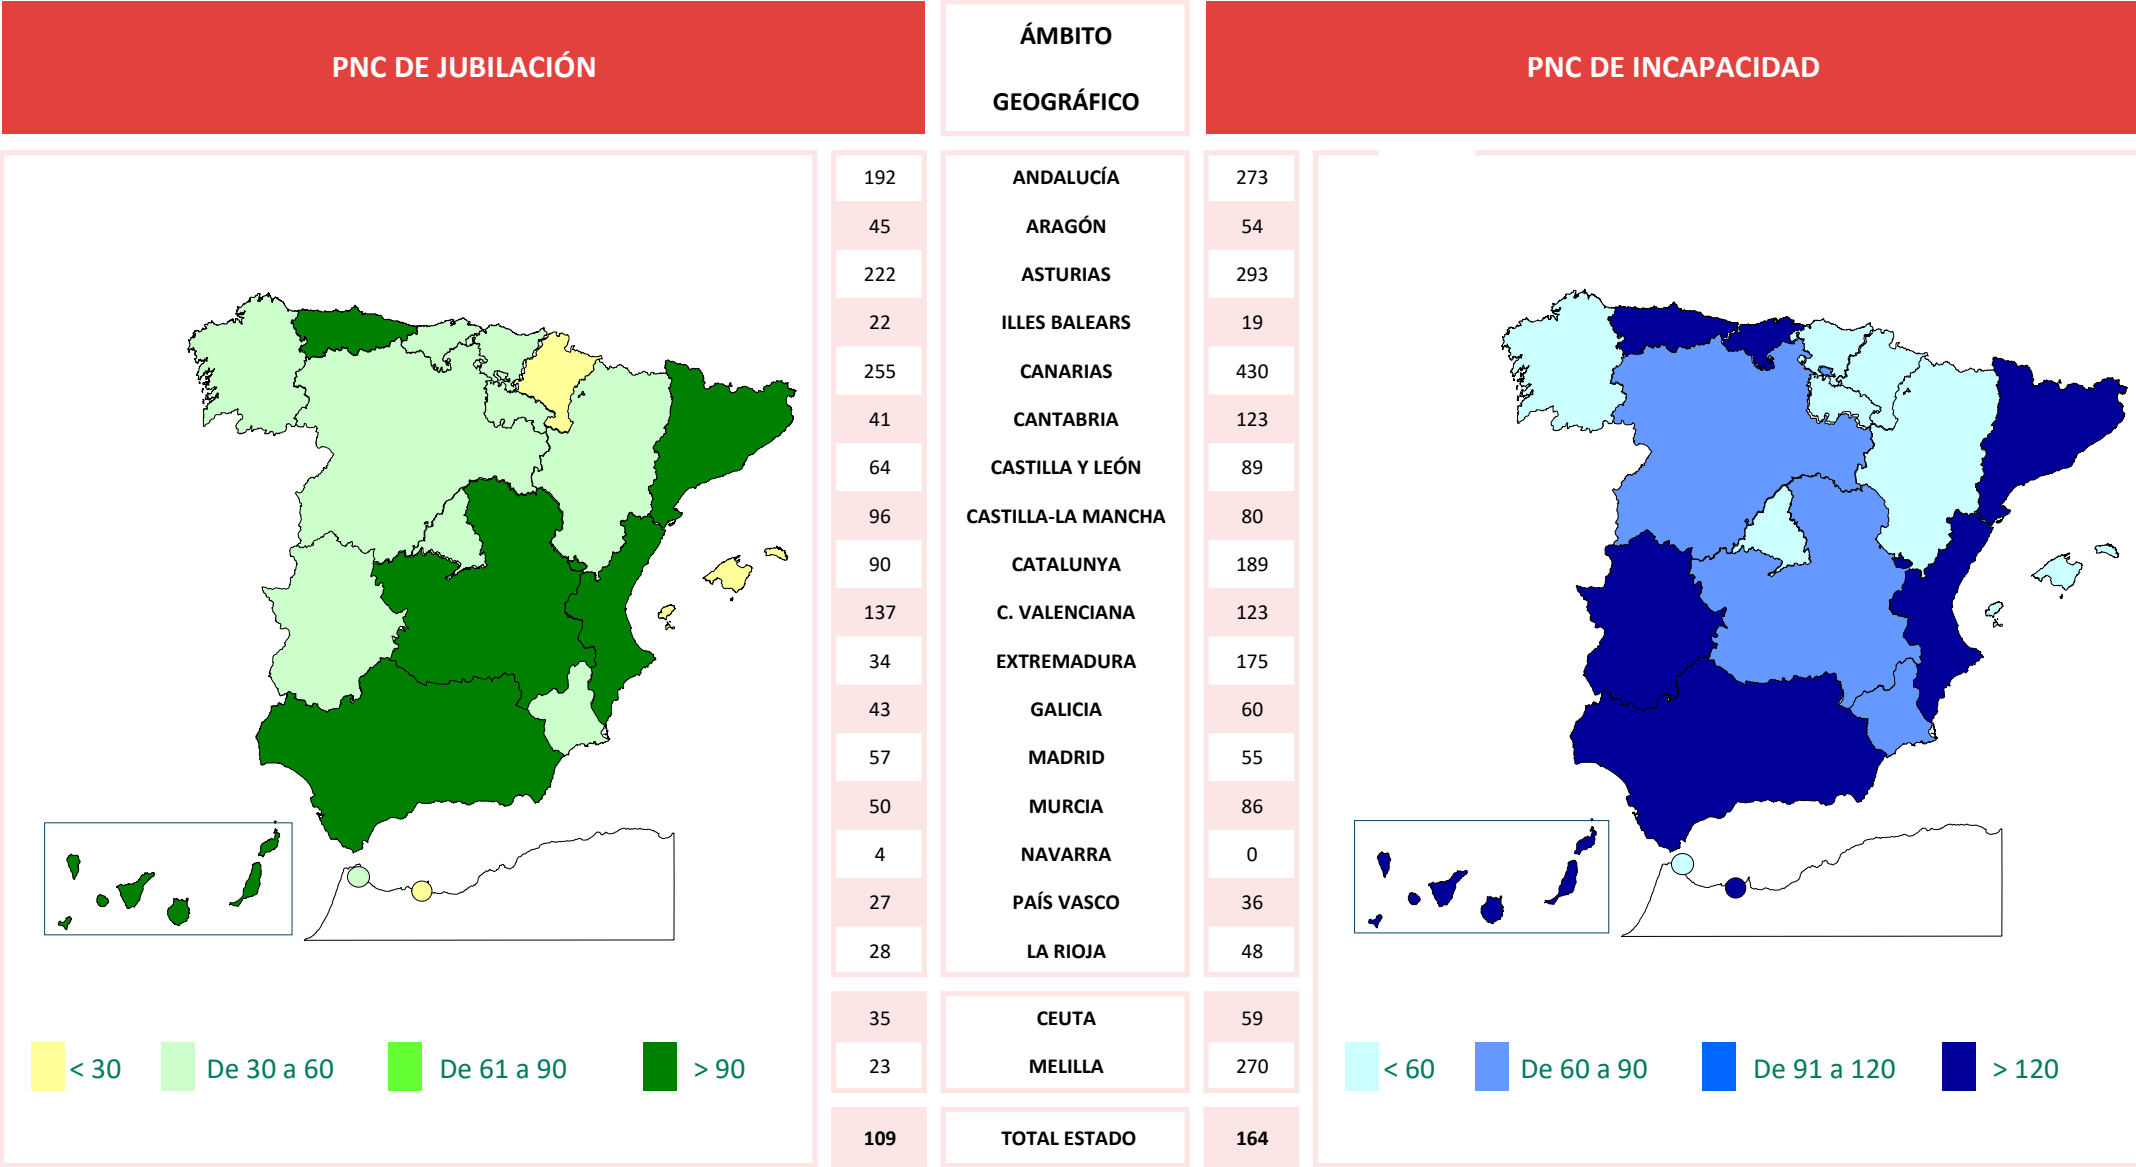 PNC DE JUBILACIÓN
ÁMBITO
GEOGRÁFICO
PNC DE INCAPACIDAD
192 ANDALUCÍA 273
45 ARAGÓN 54
222 ASTURIAS 293
22 ILLES BALEARS 19
255 CANARIAS 430
41 CANTABRIA 123
64 CASTILLA Y LEÓN 89
96 CASTILLA-LA MANCHA 80
90 CATALUNYA 189
137 C. VALENCIANA 123
34 EXTREMADURA 175
43 GALICIA 60
57 MADRID 55
50 MURCIA 86
4 NAVARRA 0
27 PAÍS VASCO 36
28 LA RIOJA 48
35 CEUTA 59
23 MELILLA 270
109 TOTAL ESTADO 164
< 30 De 30 a 60 De 61 a 90 > 90
< 60 De 60 a 90 De 91 a 120 > 120